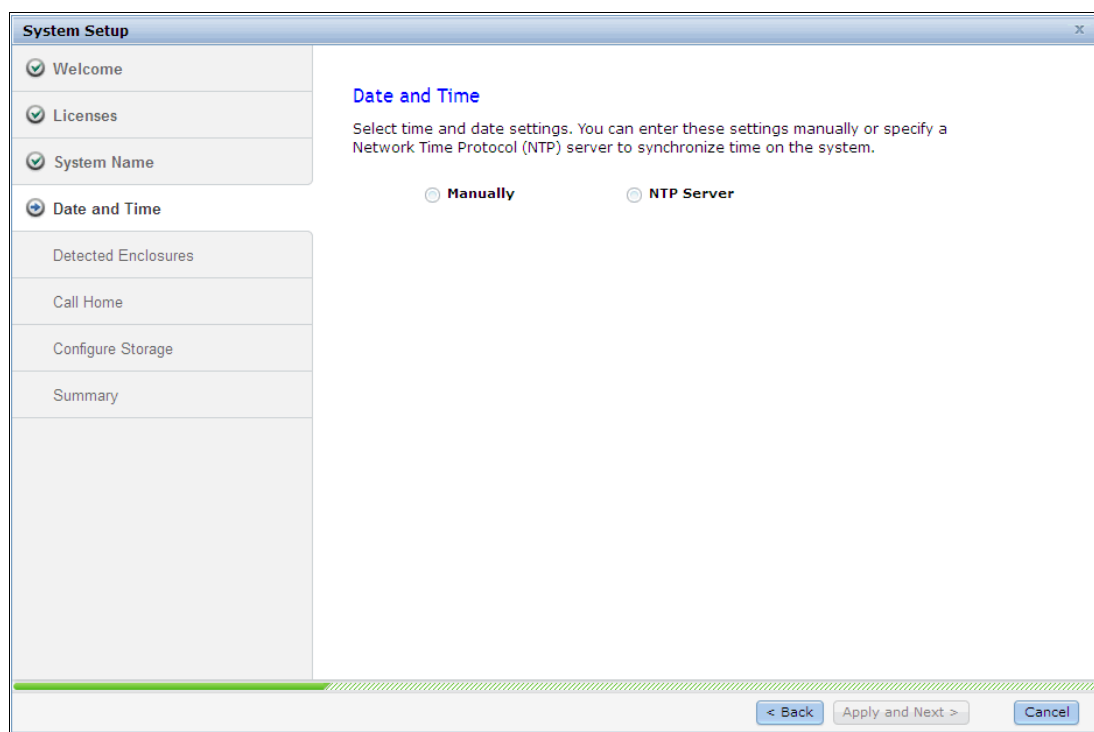 System Setup
x
Welcome
Licenses
System Name
Date and Time
Detected Enclosures
Call Home
Configure Storage
Summary
Date and Time
Select time and date settings. You can enter these settings manually or specify a
Network Time Protocol (NTP) server to synchronize time on the system.
Manually
NTP Server
< Back
Apply and Next >
Cancel